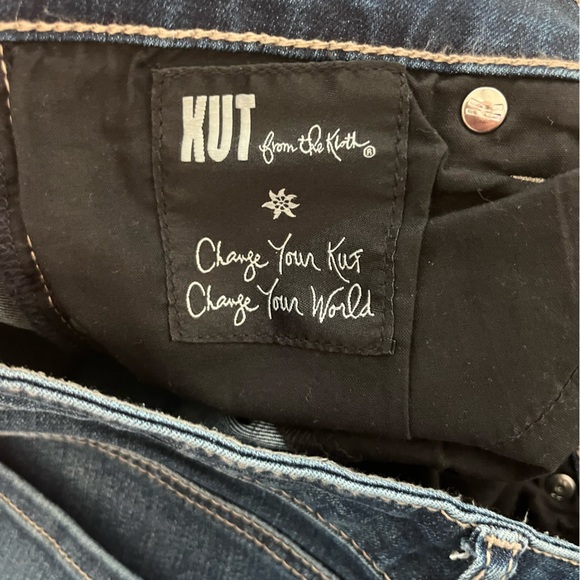 KUT from the Kloth®
Change Your Kut
Change Your World